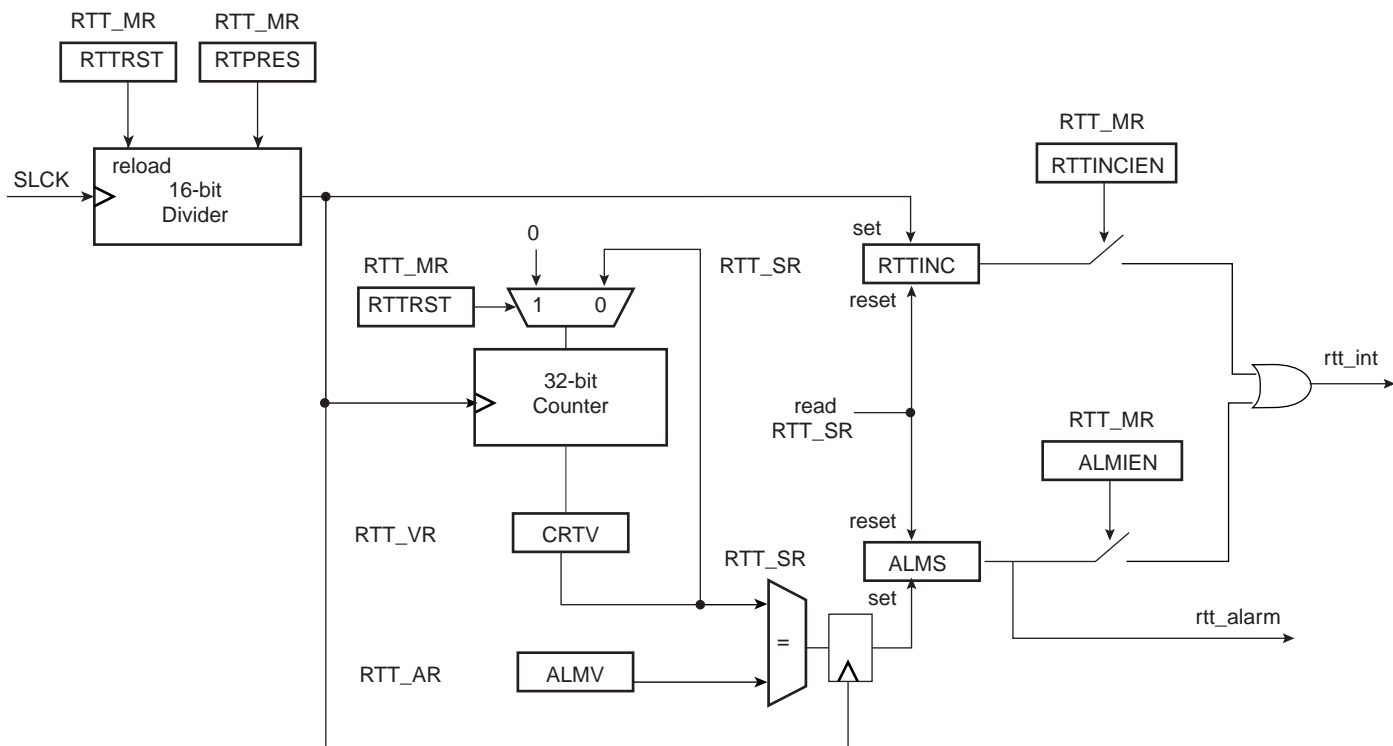 RTT_MR
RTT_MR
RTTRST
RTPRES
reload
16-bit
Divider
SLCK
RTT_MR
RTTINCIEN
0
set
RTT_MR
RTT_SR
RTTINC
RTTRST
1
0
reset
32-bit
Counter
read
RTT_SR
rtt_int
RTT_MR
ALMIEN
reset
RTT_VR
CRTV
RTT_SR
ALMS
set
rtt_alarm
=
RTT_AR
ALMV